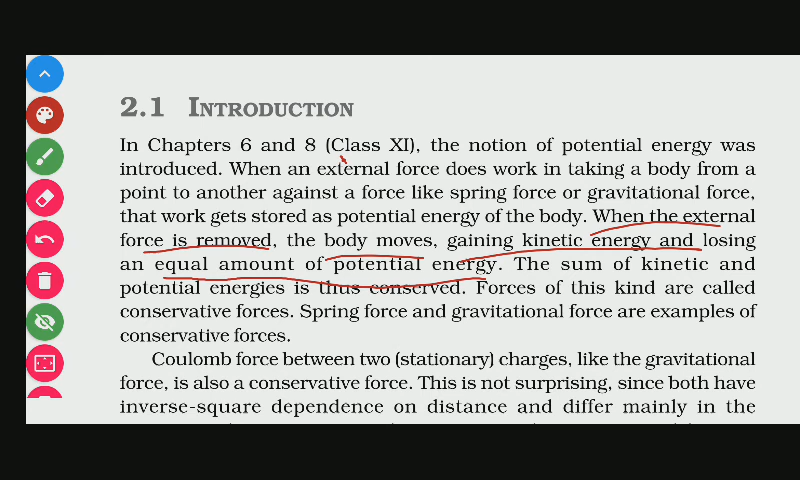 2.1 Introduction
In Chapters 6 and 8 (Class XI), the notion of potential energy was
introduced. When an external force does work in taking a body from a
point to another against a force like spring force or gravitational force,
that work gets stored as potential energy of the body. When the external
force is removed, the body moves, gaining kinetic energy and losing
an equal amount of potential energy. The sum of kinetic and
potential energies is thus conserved. Forces of this kind are called
conservative forces. Spring force and gravitational force are examples of
conservative forces.
Coulomb force between two (stationary) charges, like the gravitational
force, is also a conservative force. This is not surprising, since both have
inverse-square dependence on distance and differ mainly in the